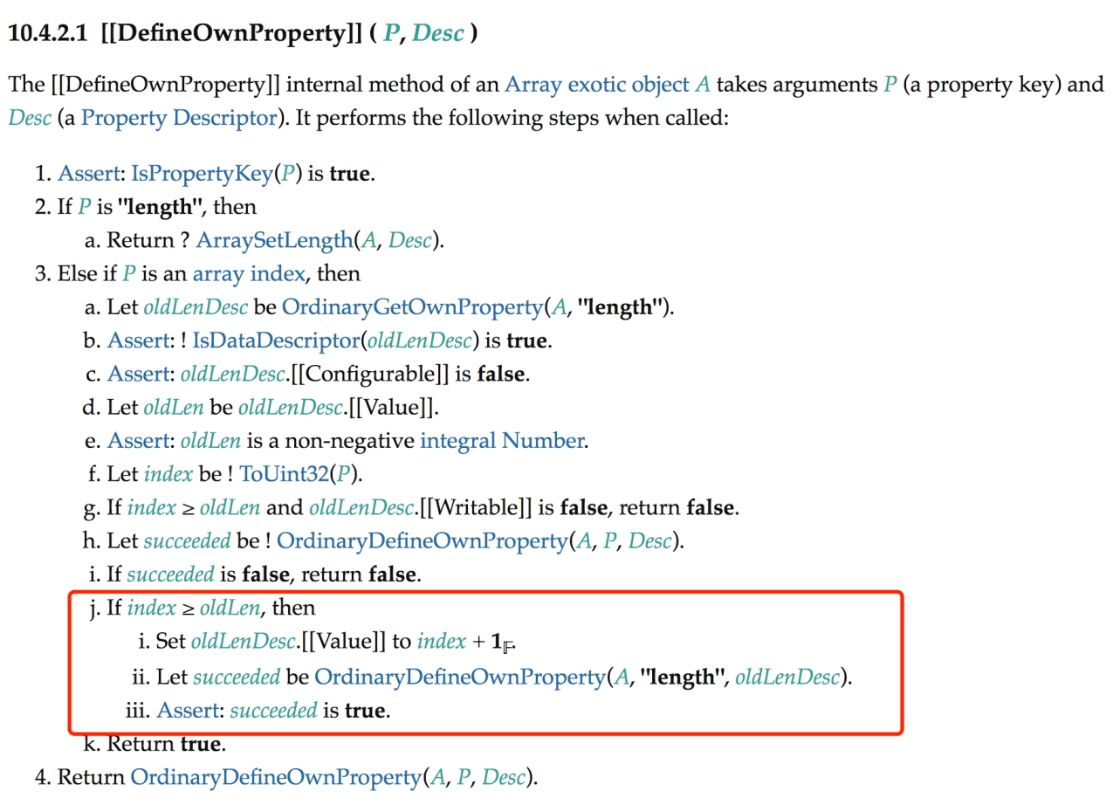 10.4.2.1 [[DefineOwnProperty]] ( P, Desc )
The [[DefineOwnProperty]] internal method of an Array exotic object A takes arguments P (a property key) and
Desc (a Property Descriptor). It performs the following steps when called:
1. Assert: IsPropertyKey(P) is true.
2. If P is "length", then
a. Return ? ArraySetLength(A, Desc).
3. Else if P is an array index, then
a. Let oldLenDesc be OrdinaryGetOwnProperty(A, "length").
b. Assert: ! IsDataDescriptor(oldLenDesc) is true.
c. Assert: oldLenDesc.[[Configurable]] is false.
d. Let oldLen be oldLenDesc.[[Value]].
e. Assert: oldLen is a non-negative integral Number.
f. Let index be ! ToUint32(P).
g. If index ≥ oldLen and oldLenDesc.[[Writable]] is false, return false.
h. Let succeeded be ! OrdinaryDefineOwnProperty(A, P, Desc).
i. If succeeded is false, return false.
j. If index ≥ oldLen, then
i. Set oldLenDesc.[[Value]] to index + 1𝔽.
ii. Let succeeded be OrdinaryDefineOwnProperty(A, "length", oldLenDesc).
iii. Assert: succeeded is true.
k. Return true.
4. Return OrdinaryDefineOwnProperty(A, P, Desc).